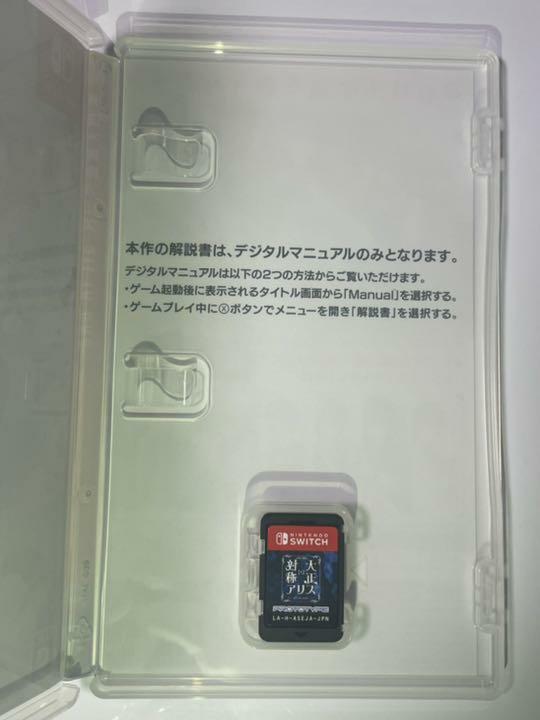 本作の解説書は、デジタルマニュアルのみとなります。
デジタルマニュアルは以下の2つの方法からご覧いただけます。
・ゲーム起動後に表示されるタイトル画面から「Manual」を選択する。
・ゲームプレイ中にⓧボタンでメニューを開き「解説書」を選択する。
NINTENDO
SWITCH
大正
対称
アリス
PROTOTYPE
LA-H-ASEJA-JPN